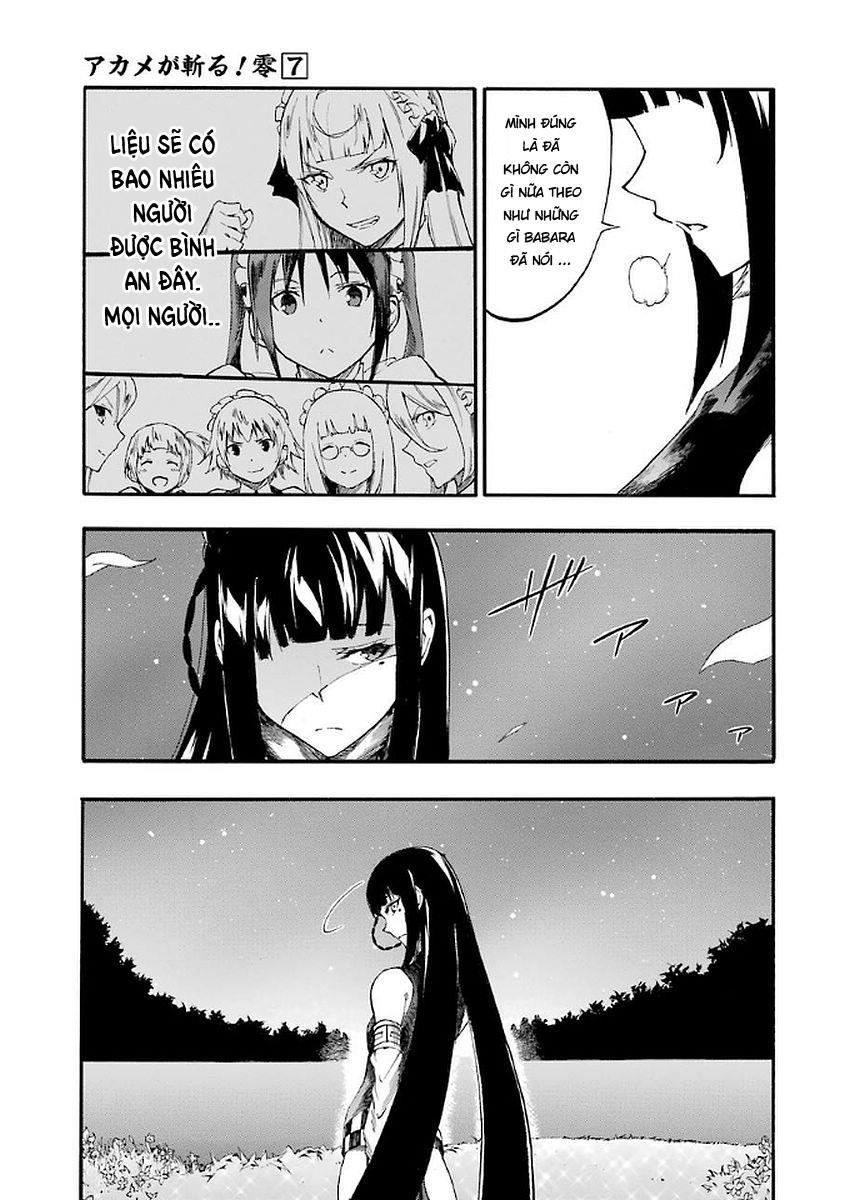 アカメが斬る!零 7
MÌNH ĐÚNG
LÀ ĐÃ
KHÔNG CÒN
GÌ NỮA THEO
NHƯ NHỮNG
GÌ BABARA
ĐÃ NÓI ...
LIỆU SẼ CÓ
BAO NHIÊU
NGƯỜI
ĐƯỢC BÌNH
AN ĐÂY.
MỌI NGƯỜI..
サアア